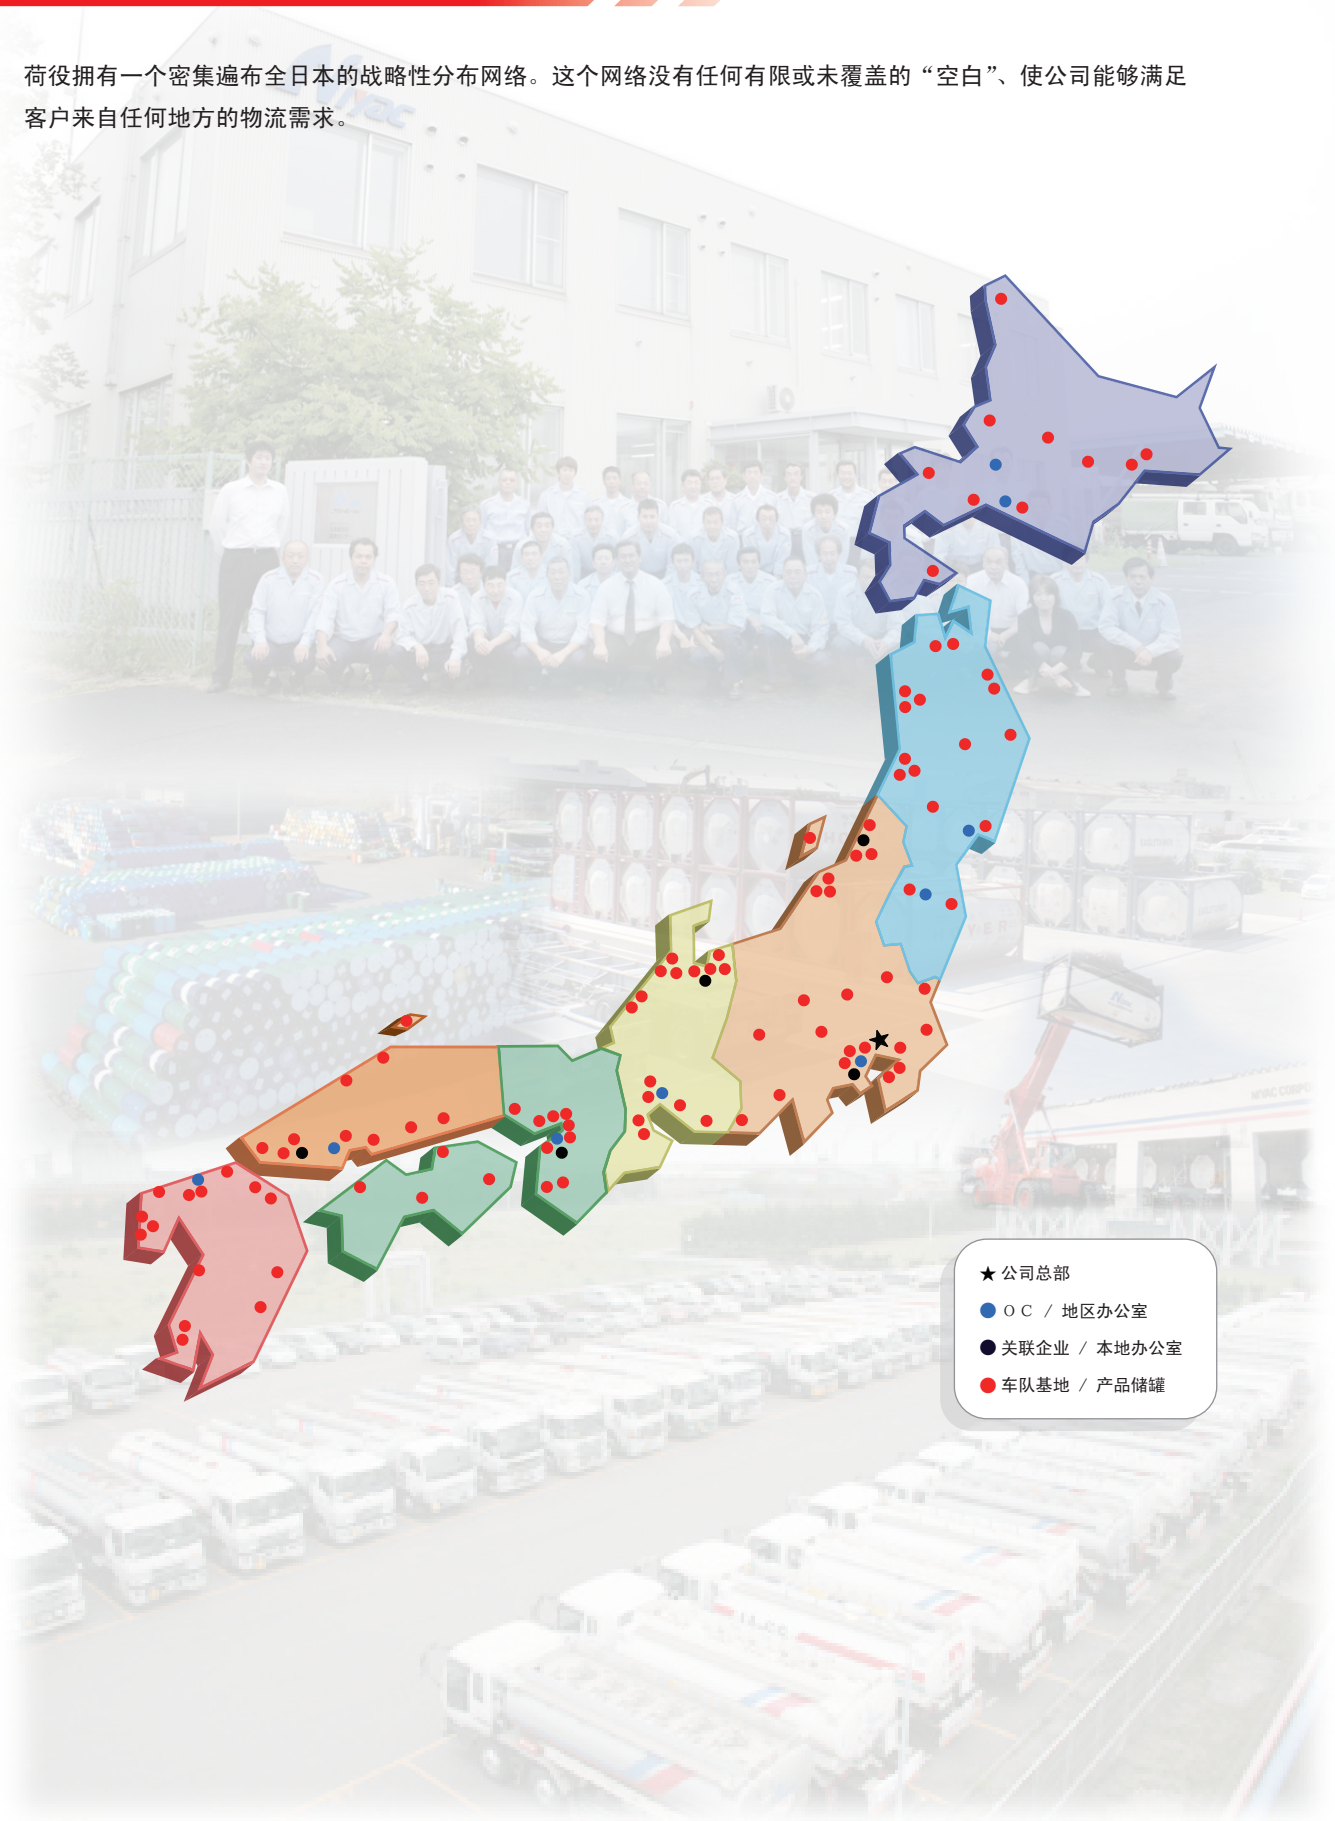 荷役拥有一个密集遍布全日本的战略性分布网络。这个网络没有任何有限或未覆盖的“空白”、使公司能够满足
客户来自任何地方的物流需求。
Niyac
★公司总部
OC / 地区办公室
关联企业 / 本地办公室
车队基地 / 产品储罐